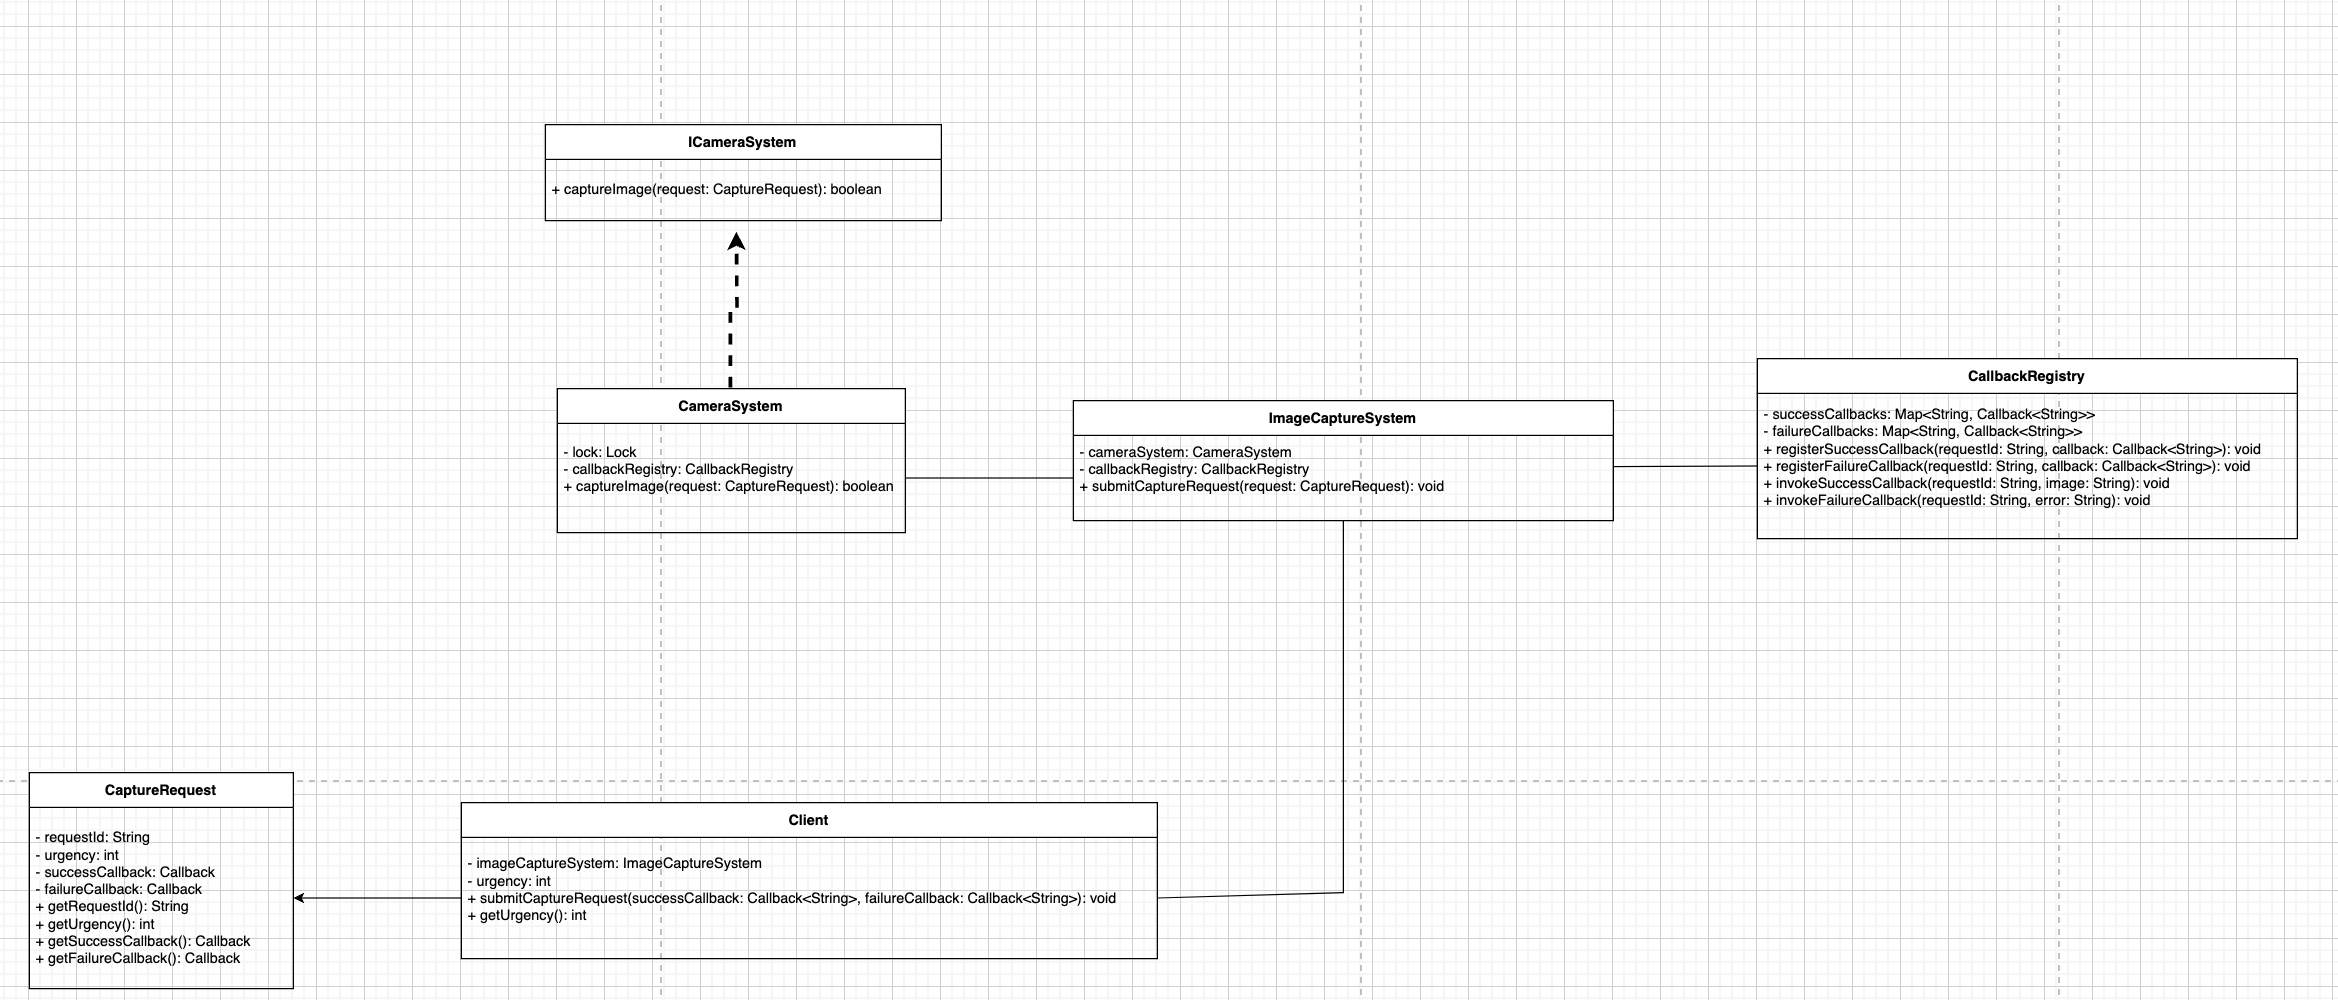 ICameraSystem
+ captureImage(request: CaptureRequest): boolean
CameraSystem
- lock: Lock
- callbackRegistry: CallbackRegistry
+ captureImage(request: CaptureRequest): boolean
ImageCaptureSystem
- cameraSystem: CameraSystem
- callbackRegistry: CallbackRegistry
+ submitCaptureRequest(request: CaptureRequest): void
CallbackRegistry
- successCallbacks: Map<String, Callback<String>>
- failureCallbacks: Map<String, Callback<String>>
+ registerSuccessCallback(requestId: String, callback: Callback<String>): void
+ registerFailureCallback(requestId: String, callback: Callback<String>): void
+ invokeSuccessCallback(requestId: String, image: String): void
+ invokeFailureCallback(requestId: String, error: String): void
CaptureRequest
- requestId: String
- urgency: int
- successCallback: Callback
- failureCallback: Callback
+ getRequestId(): String
+ getUrgency(): int
+ getSuccessCallback(): Callback
+ getFailureCallback(): Callback
Client
- imageCaptureSystem: ImageCaptureSystem
- urgency: int
+ submitCaptureRequest(successCallback: Callback<String>, failureCallback: Callback<String>): void
+ getUrgency(): int